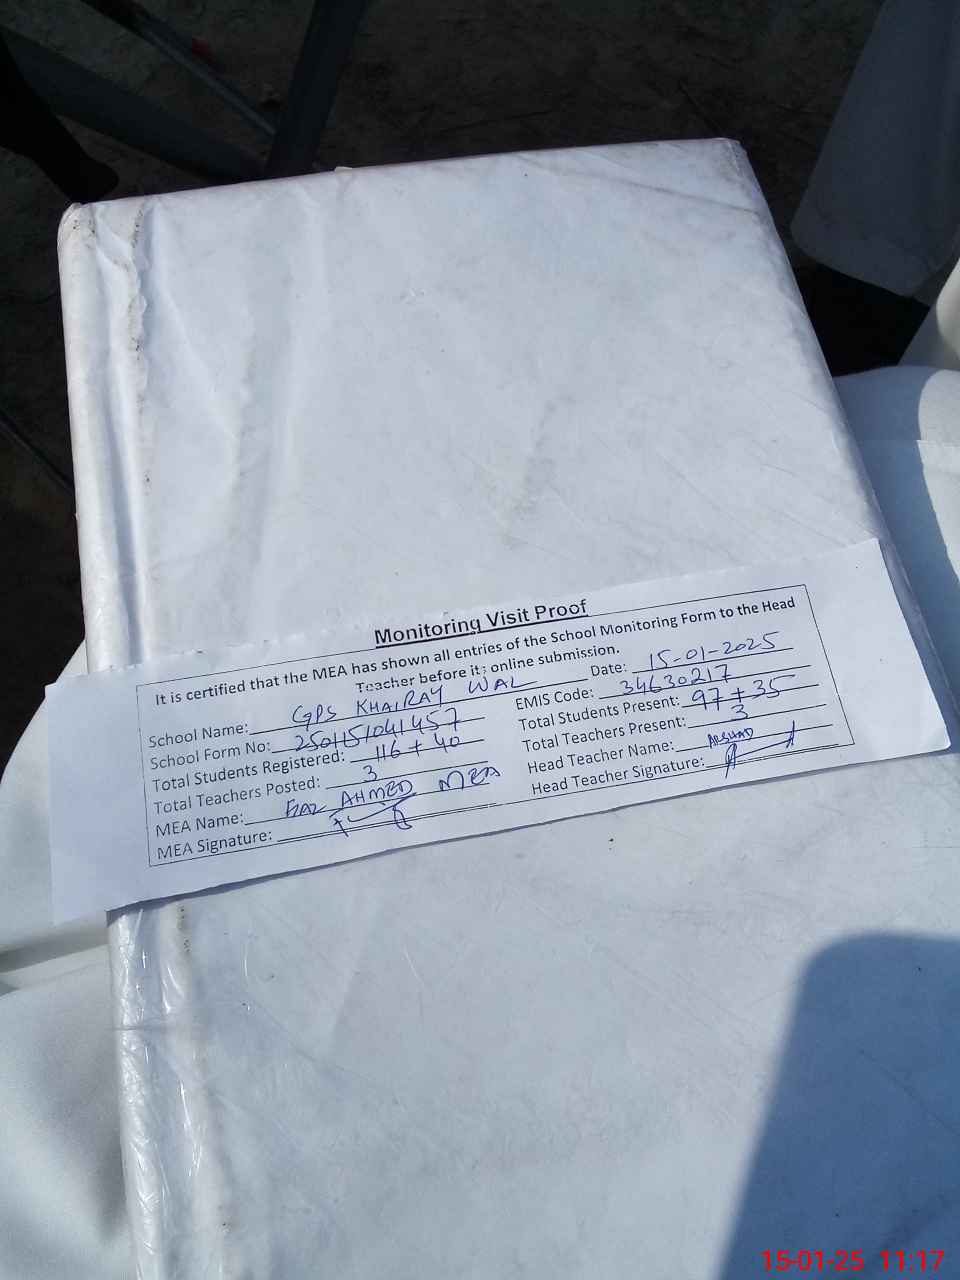 Monitoring Visit Proof
It is certified that the MEA has shown all entries of the School Monitoring Form to the Head
Teacher before it; online submission.
School Name: GPS KHAIRAY WAL Date: 15-01-2025
School Form No: 2501151041457 EMIS Code: 34630217
Total Students Registered: 116 + 40 Total Students Present: 97 + 35
Total Teachers Posted: 3 Total Teachers Present: 3
MEA Name: AHMED MEA Head Teacher Name: ARSHAD
MEA Signature: Head Teacher Signature:
15-01-25 11:17